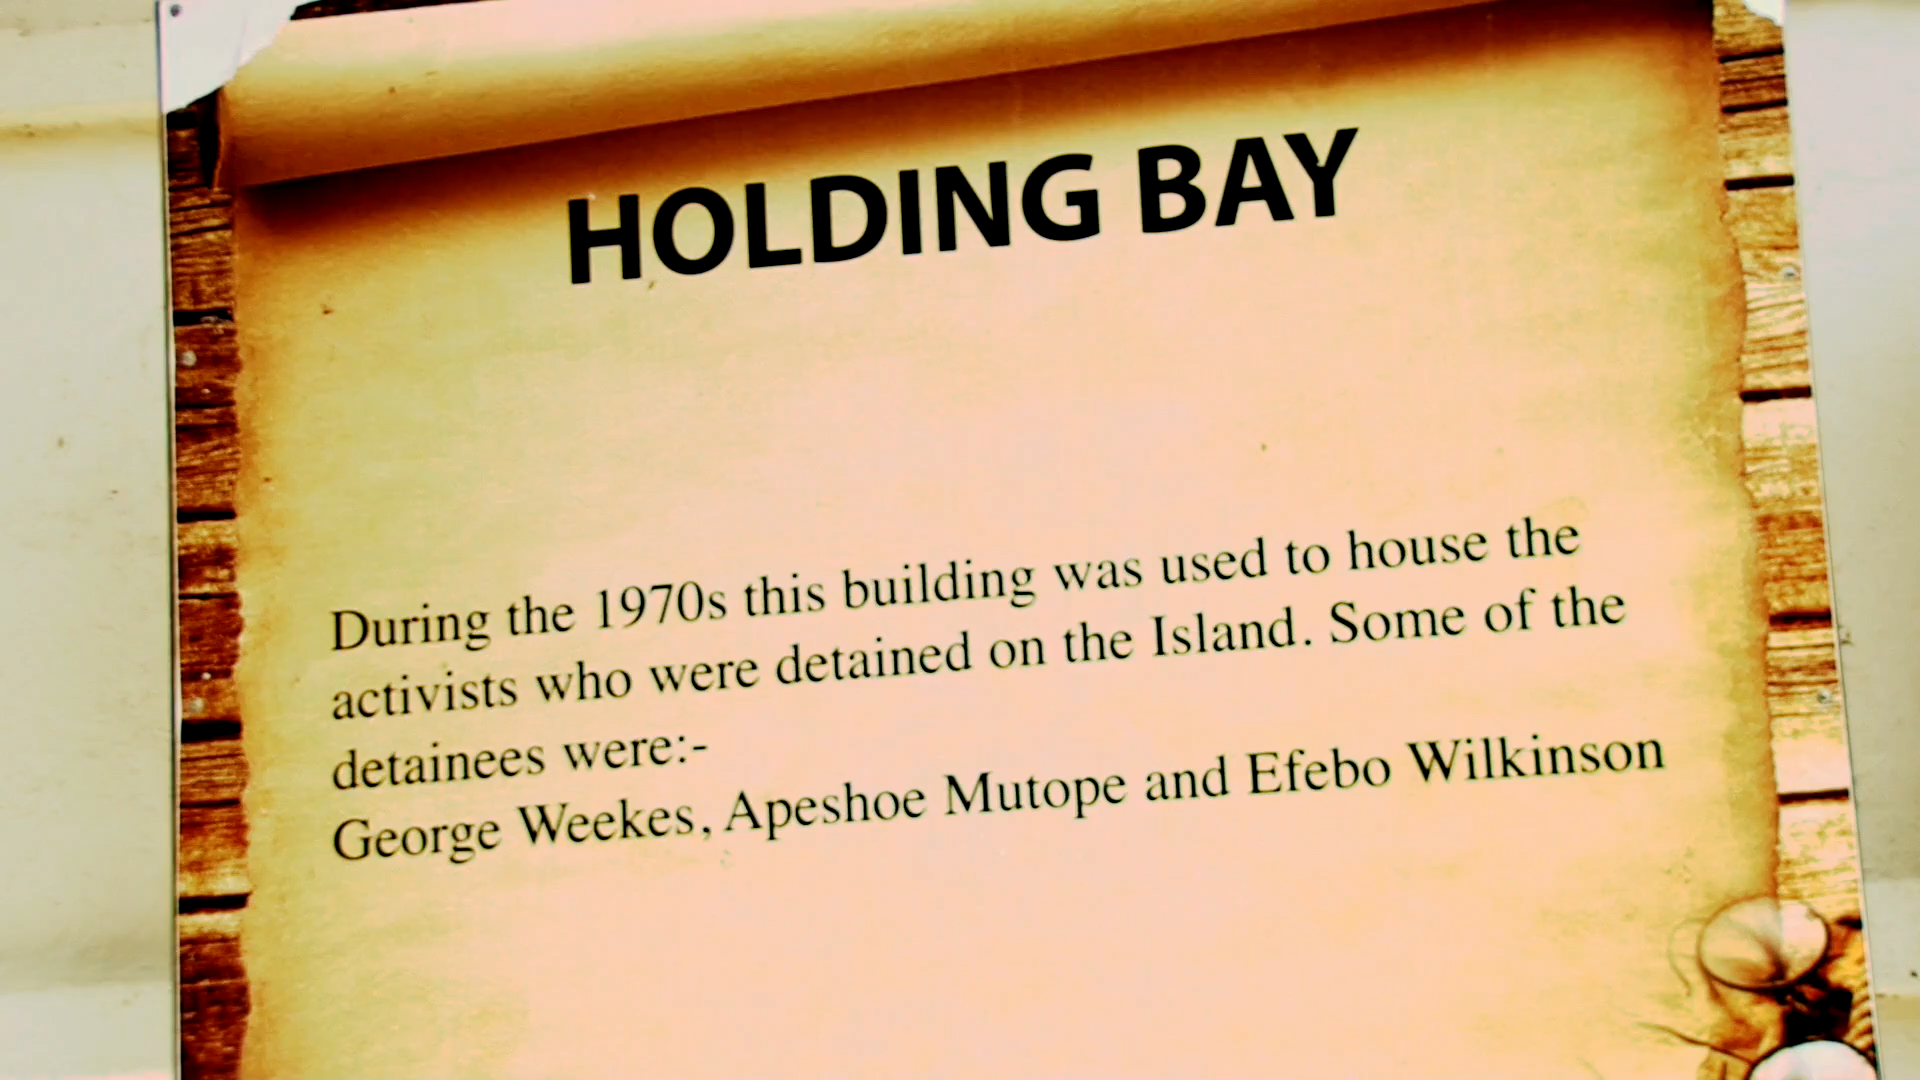 HOLDING BAY
During the 1970s this building was used to house the
activists who were detained on the Island. Some of the
detainees were:-
George Weekes, Apeshoe Mutope and Efebo Wilkinson